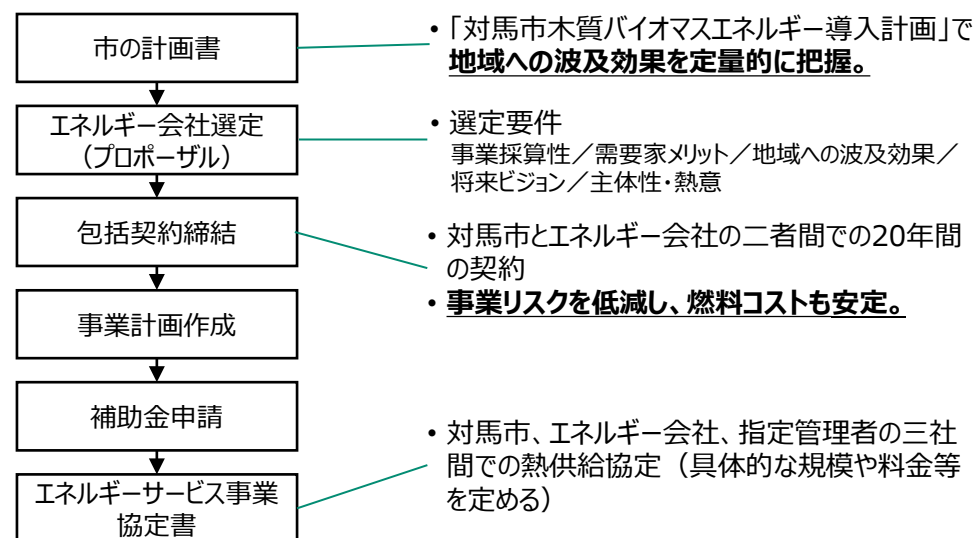 市の計画書
・「対馬市木質バイオマスエネルギー導入計画」で
地域への波及効果を定量的に把握。
エネルギー会社選定
（プロポーザル）
• 選定要件
事業採算性／需要家メリット／地域への波及効果／
将来ビジョン／主体性・熱意
包括契約締結
• 対馬市とエネルギー会社の二者間での20年間
の契約
• 事業リスクを低減し、燃料コストも安定。
事業計画作成
補助金申請
エネルギーサービス事業
協定書
• 対馬市、エネルギー会社、指定管理者の三社
間での熱供給協定（具体的な規模や料金等
を定める）